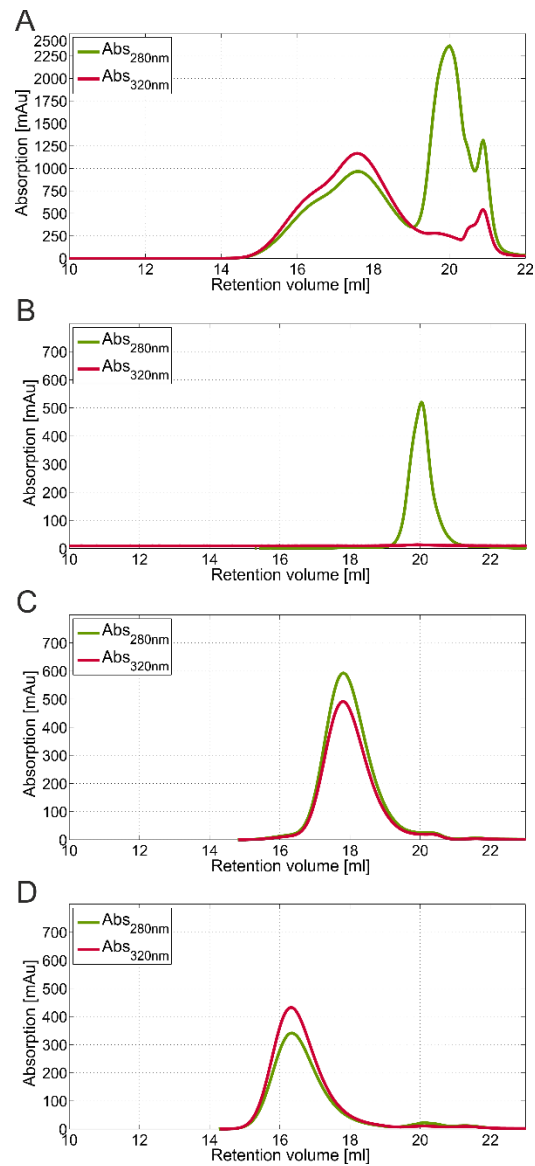 A
Abs280nm
Abs320nm
Absorption [mAu]
2500
2250
2000
1750
1500
1250
1000
750
500
250
0
10 12 14 16 18 20 22
Retention volume [ml]
B
Abs280nm
Abs320nm
Absorption [mAu]
700
600
500
400
300
200
100
0
10 12 14 16 18 20 22
Retention volume [ml]
C
Abs280nm
Abs320nm
Absorption [mAu]
700
600
500
400
300
200
100
0
10 12 14 16 18 20 22
Retention volume [ml]
D
Abs280nm
Abs320nm
Absorption [mAu]
700
600
500
400
300
200
100
0
10 12 14 16 18 20 22
Retention volume [ml]